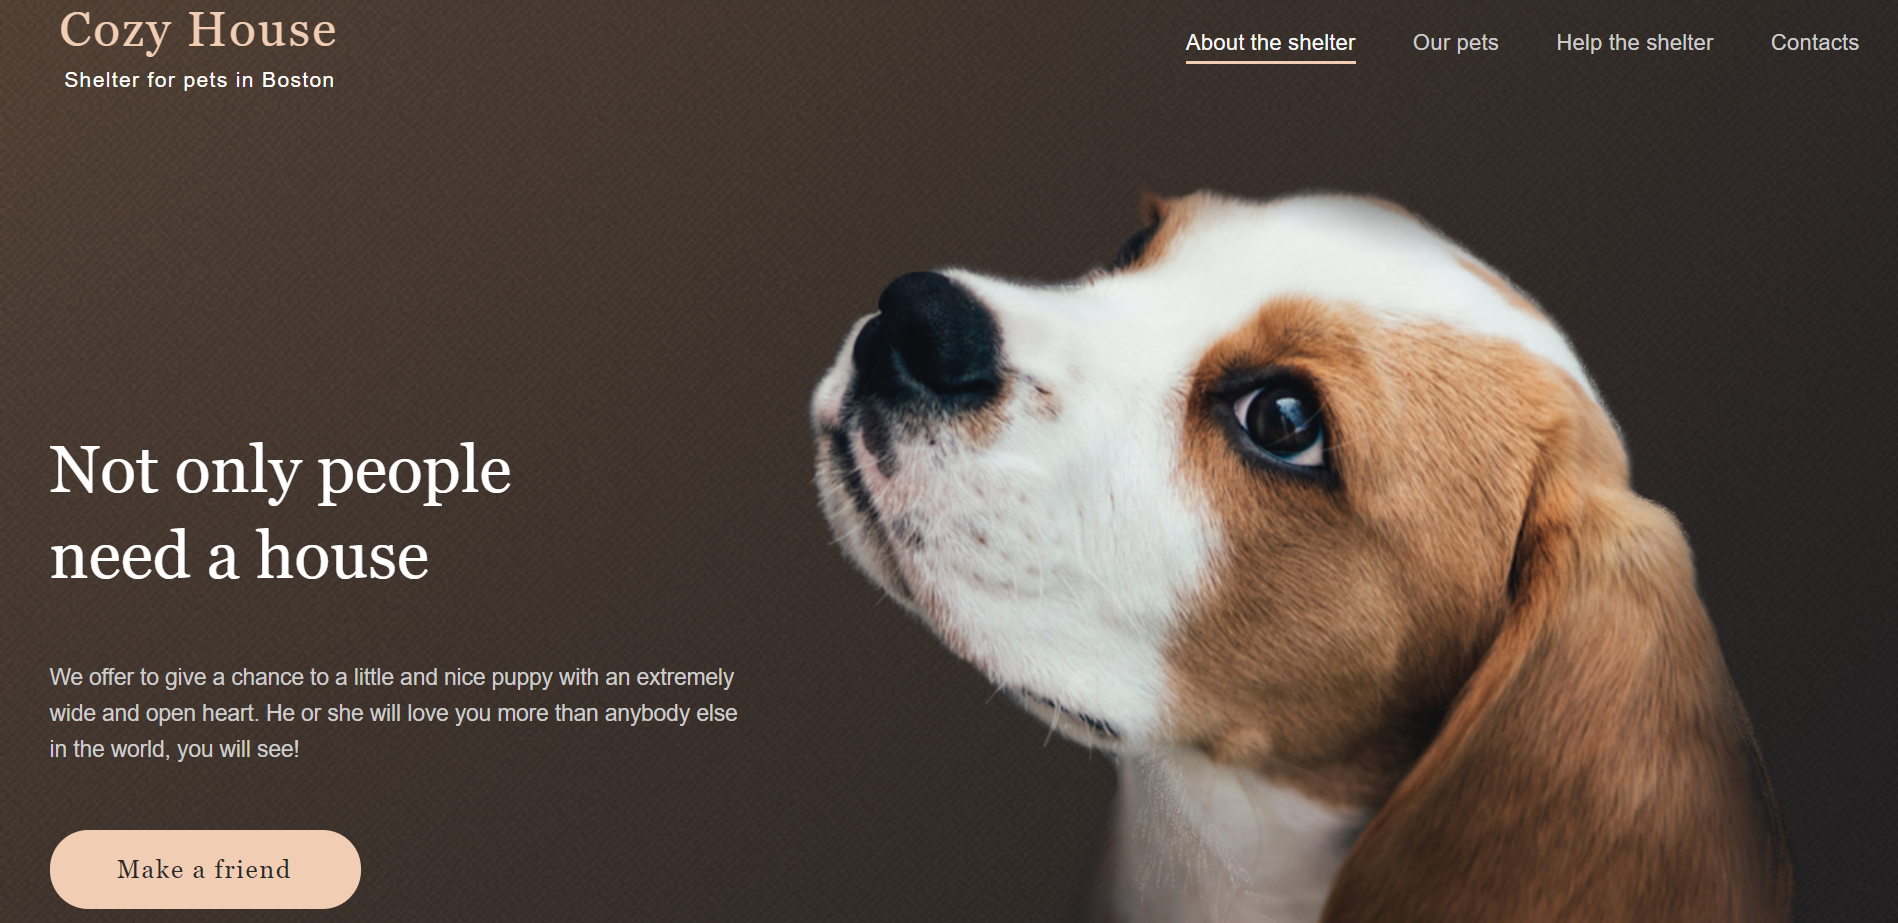 Cozy House
Shelter for pets in Boston
About the shelter
Our pets
Help the shelter
Contacts
Not only people
need a house
We offer to give a chance to a little and nice puppy with an extremely
wide and open heart. He or she will love you more than anybody else
in the world, you will see!
Make a friend